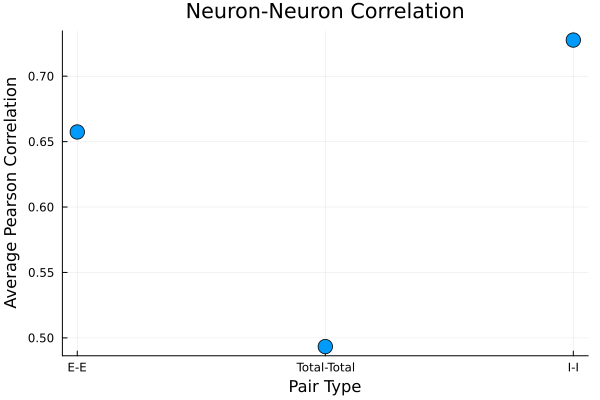 Neuron-Neuron Correlation
Average Pearson Correlation
0.70
0.65
0.60
0.55
0.50
E-E
Total-Total
I-I
Pair Type